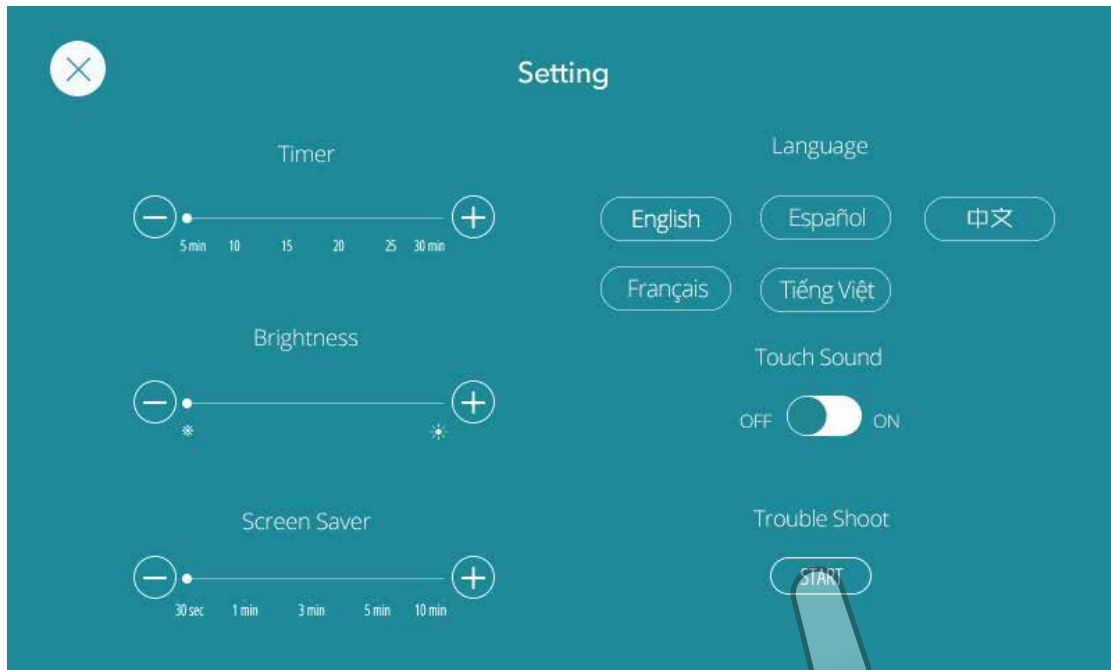 Setting
Timer
5 min 10 15 20 25 30 min
Brightness
Screen Saver
30 sec 1 min 3 min 5 min 10 min
Language
English Español 中文
Français Tiếng Việt
Touch Sound
OFF ON
Trouble Shoot
START